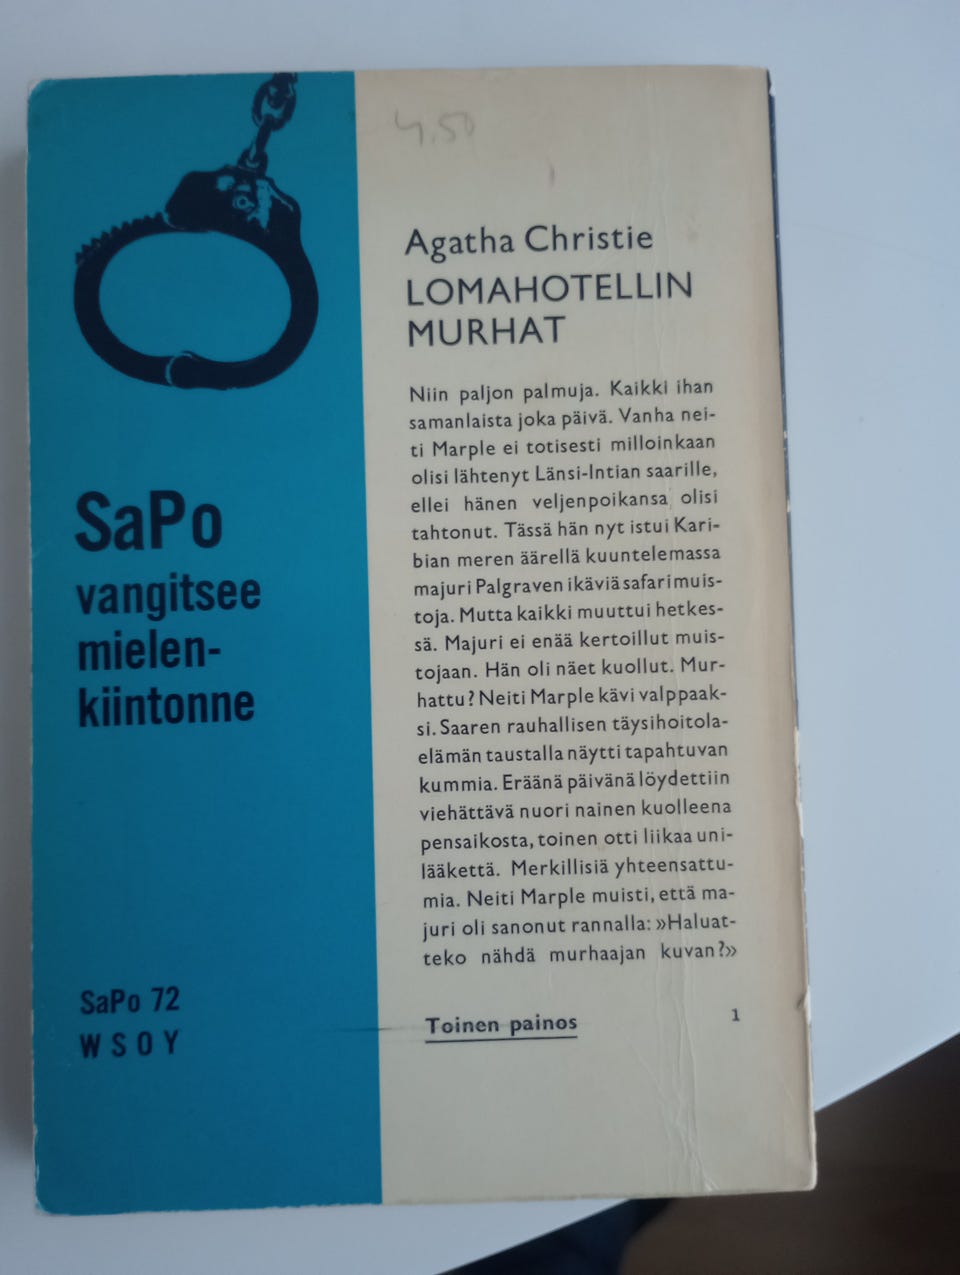 4.50
Agatha Christie
LOMAHOTELLIN
MURHAT
Niin paljon palmuja. Kaikki ihan
samanlaista joka päivä. Vanha nei-
ti Marple ei totisesti milloinkaan
olisi lähtenyt Länsi-Intian saarille,
ellei hänen veljenpoikansa olisi
tahtonut. Tässä hän nyt istui Kari-
bian meren äärellä kuuntelemassa
majuri Palgraven ikäviä safarimuis-
toja. Mutta kaikki muuttui hetkes-
sä. Majuri ei enää kertoillut muis-
tojaan. Hän oli näet kuollut. Mur-
hattu? Neiti Marple kävi valppaak-
si. Saaren rauhallisen täysihoitola-
elämän taustalla näytti tapahtuvan
kummia. Eräänä päivänä löydettiin
viehättävä nuori nainen kuolleena
pensaikosta, toinen otti liikaa uni-
lääkettä. Merkillisiä yhteensattu-
mia. Neiti Marple muisti, että ma-
juri oli sanonut rannalla: »Haluat-
teko nähdä murhaajan kuvan?»
Toinen painos
1
SaPo
vangitsee
mielen-
kiintonne
SaPo 72
WSOY